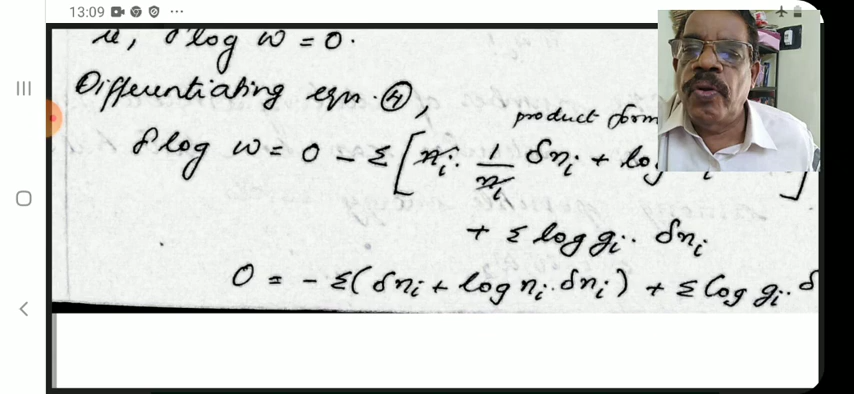 13:09
ie, δ log w = 0.
Differentiating eqn. ④,
product form
δ log w = 0 - Σ [ nᵢ. 1/nᵢ δnᵢ + log
+ Σ log gᵢ. δnᵢ
0 = - Σ( δnᵢ + log nᵢ. δnᵢ ) + Σ log gᵢ. δ